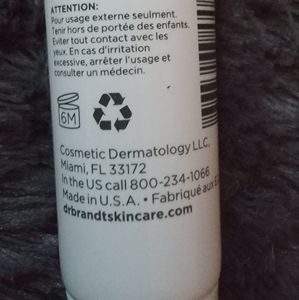 ATTENTION:
Pour usage externe seulment.
Tenir hors de portée des enfants.
Eviter tout contact avec les
yeux. En cas d'irritation
excessive, arrêter l'usage et
consulter un médecin.
6M
Cosmetic Dermatology LLC,
Miami, FL 33172
In the US call 800-234-1066
Made in U.S.A. • Fabriqué aux
drbrandtskincare.com